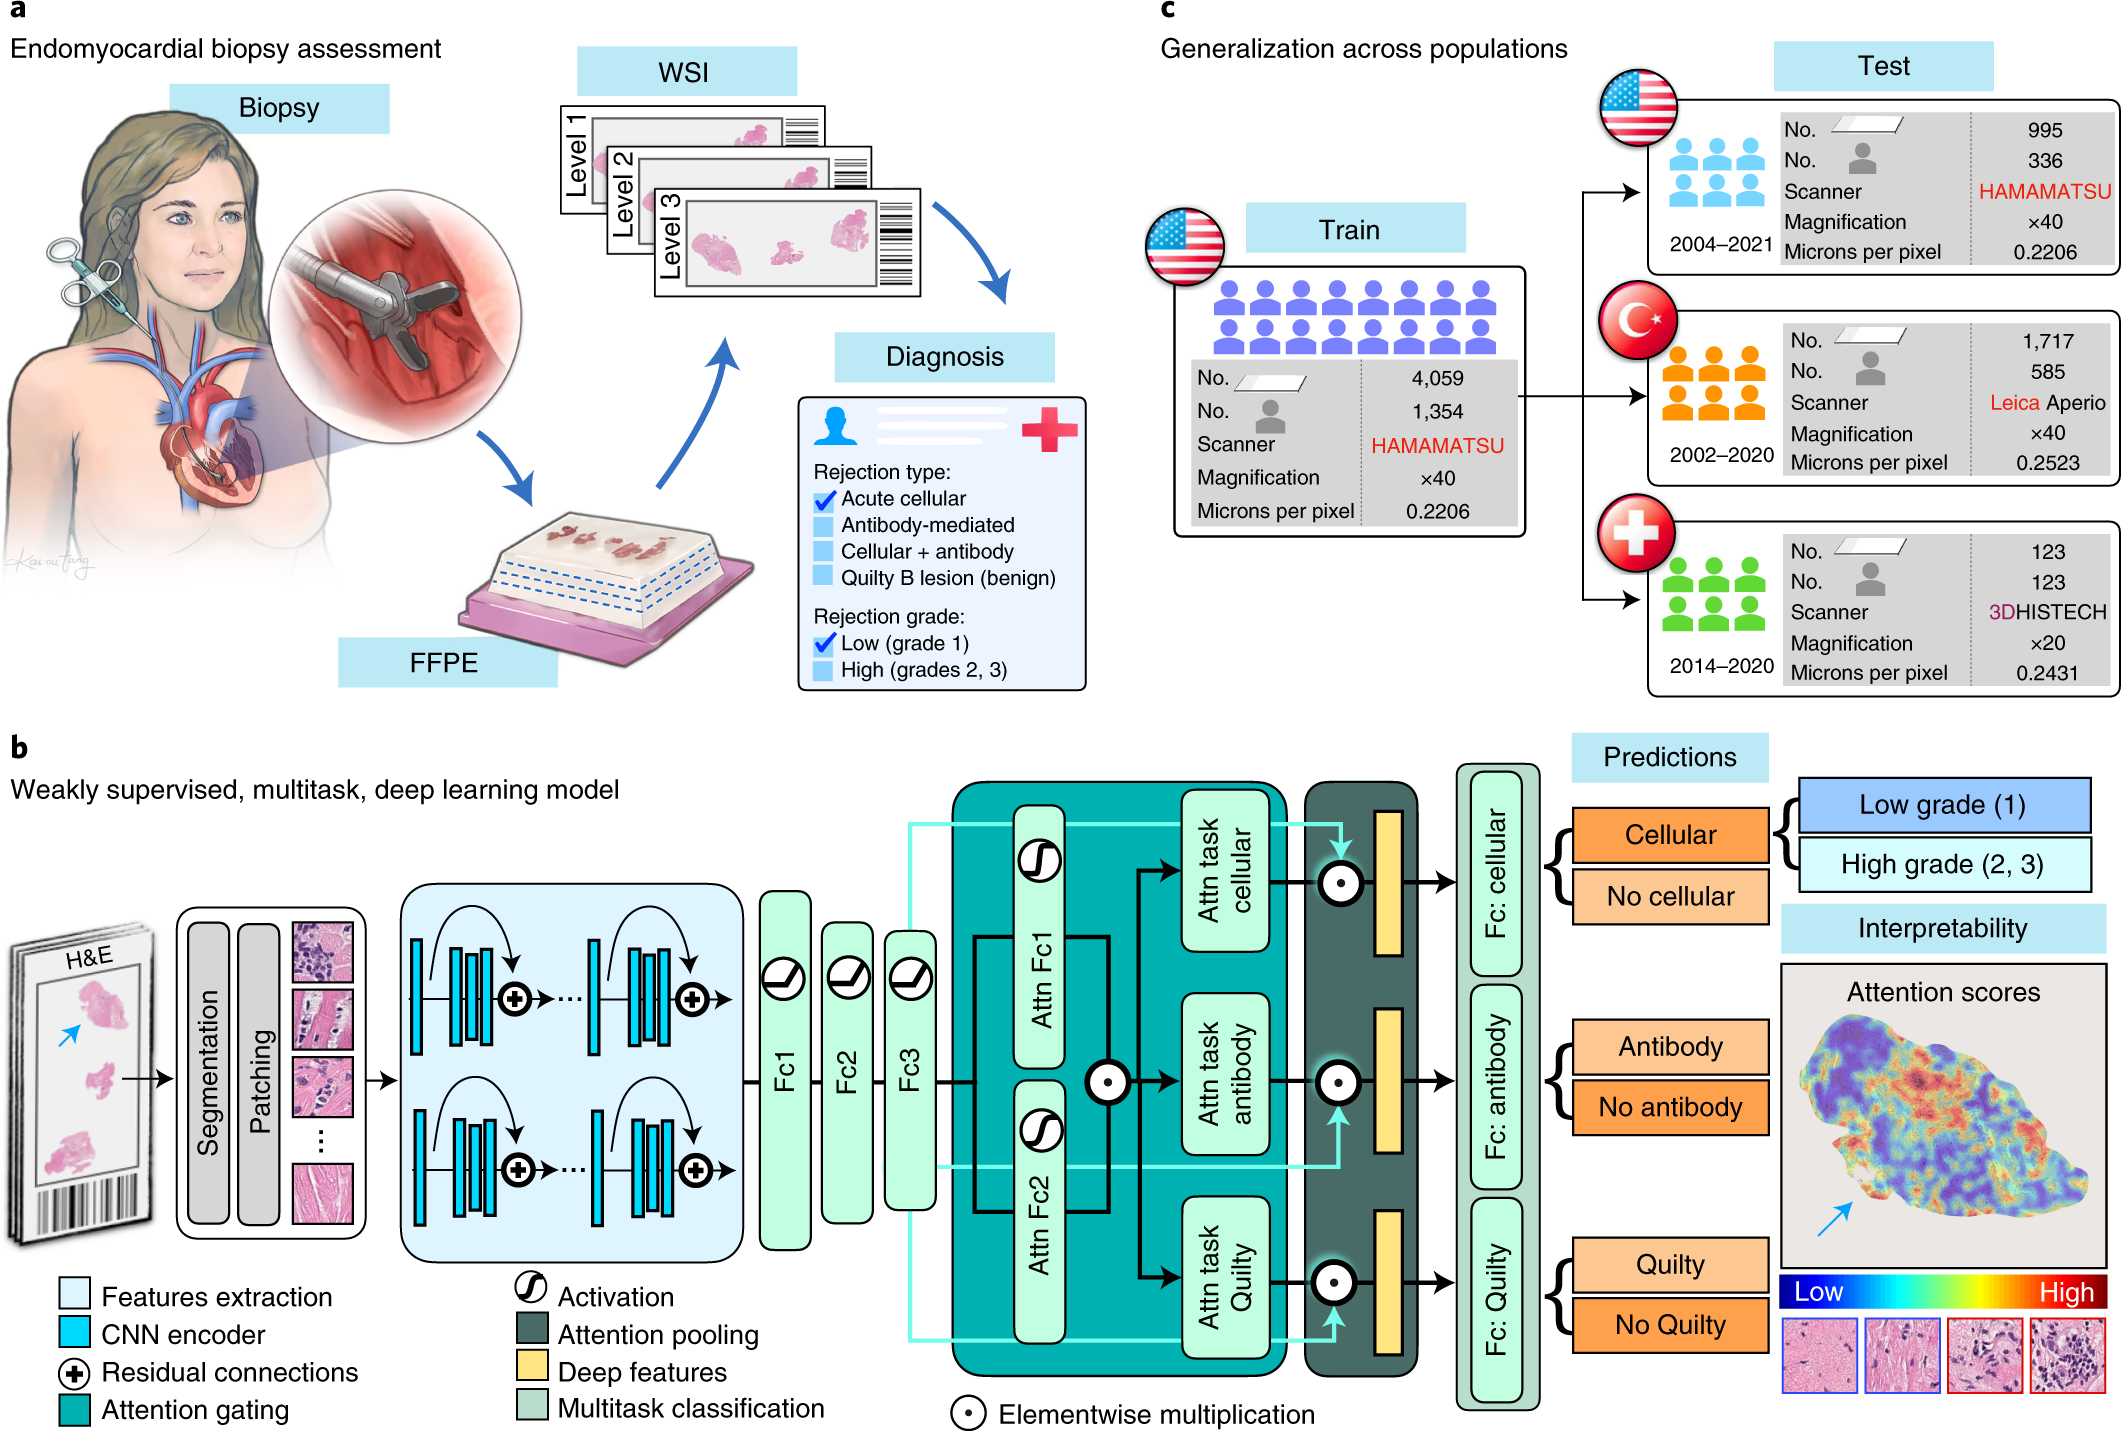 a
Endomyocardial biopsy assessment
Biopsy
WSI
Level 1
Level 2
Level 3
Diagnosis
Rejection type:
Acute cellular
Antibody-mediated
Cellular + antibody
Quilty B lesion (benign)
Rejection grade:
Low (grade 1)
High (grades 2, 3)
FFPE
c
Generalization across populations
Train
No. 4,059
No. 1,354
Scanner HAMAMATSU
Magnification ×40
Microns per pixel 0.2206
Test
No. 995
No. 336
Scanner HAMAMATSU
Magnification ×40
Microns per pixel 0.2206
2004–2021
No. 1,717
No. 585
Scanner Leica Aperio
Magnification ×40
Microns per pixel 0.2523
2002–2020
No. 123
No. 123
Scanner 3DHISTECH
Magnification ×20
Microns per pixel 0.2431
2014–2020
b
Weakly supervised, multitask, deep learning model
H&E
Segmentation
Patching
Fc1
Fc2
Fc3
Attn Fc1
Attn Fc2
Attn task
cellular
Attn task
antibody
Attn task
Quilty
Fc: cellular
Fc: antibody
Fc: Quilty
Predictions
Cellular
No cellular
Low grade (1)
High grade (2, 3)
Antibody
No antibody
Quilty
No Quilty
Interpretability
Attention scores
Low
High
Features extraction
CNN encoder
Residual connections
Attention gating
Activation
Attention pooling
Deep features
Multitask classification
Elementwise multiplication